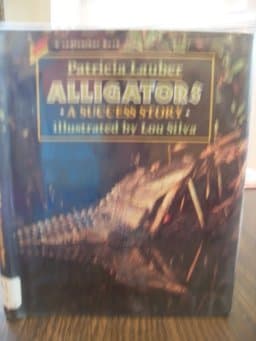 Patricia Lauber
ALLIGATORS
A SUCCESS STORY
illustrated by Lou Silva